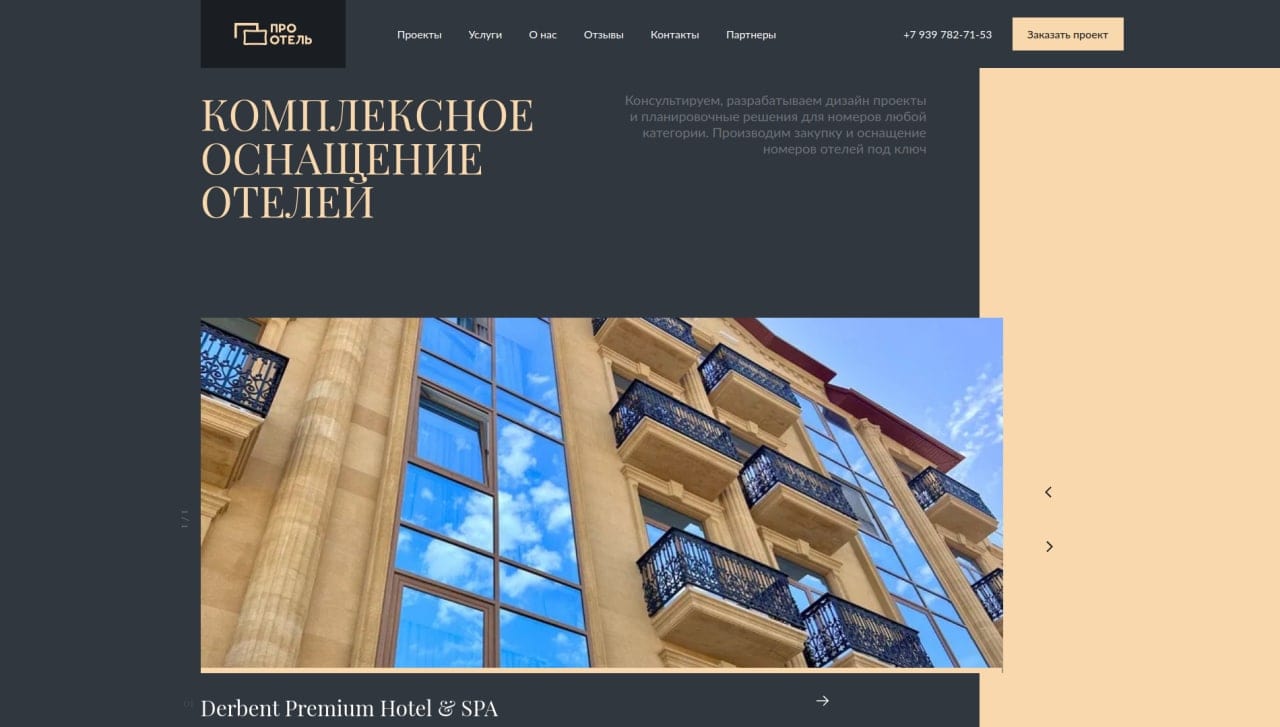 ПРО
ОТЕЛЬ
Проекты
Услуги
О нас
Отзывы
Контакты
Партнеры
+7 939 782-71-53
Заказать проект
КОМПЛЕКСНОЕ
ОСНАЩЕНИЕ
ОТЕЛЕЙ
Консультируем, разрабатываем дизайн проекты
и планировочные решения для номеров любой
категории. Производим закупку и оснащение
номеров отелей под ключ
1 / 1
01
Derbent Premium Hotel & SPA